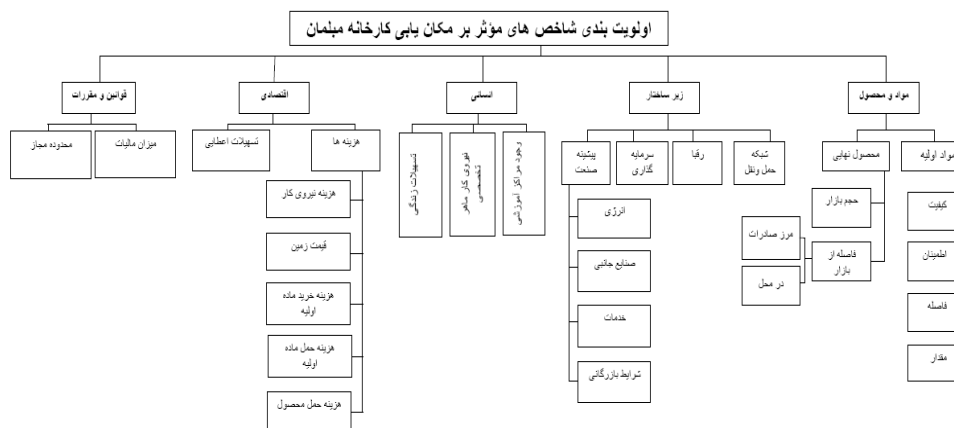 اولویت بندی شاخص های مؤثر بر مکان یابی کارخانه مبلمان
مواد و محصول
زیر ساختار
انسانی
اقتصادی
قوانین و مقررات
مواد اولیه
محصول نهایی
شبکه
حمل ونقل
رقبا
سرمایه
گذاری
پیشینه
صنعت
وجود مراکز آموزشی
نیروی کار ماهر
تخصصی
تسهیلات زندگی
هزینه ها
تسهیلات اعطایی
میزان مالیات
محدوده مجاز
کیفیت
اطمینان
فاصله
مقدار
حجم بازار
فاصله از
بازار
مرز صادرات
در محل
انرژی
صنایع جانبی
خدمات
شرایط بازرگانی
هزینه نیروی کار
قیمت زمین
هزینه خرید ماده
اولیه
هزینه حمل ماده
اولیه
هزینه حمل محصول